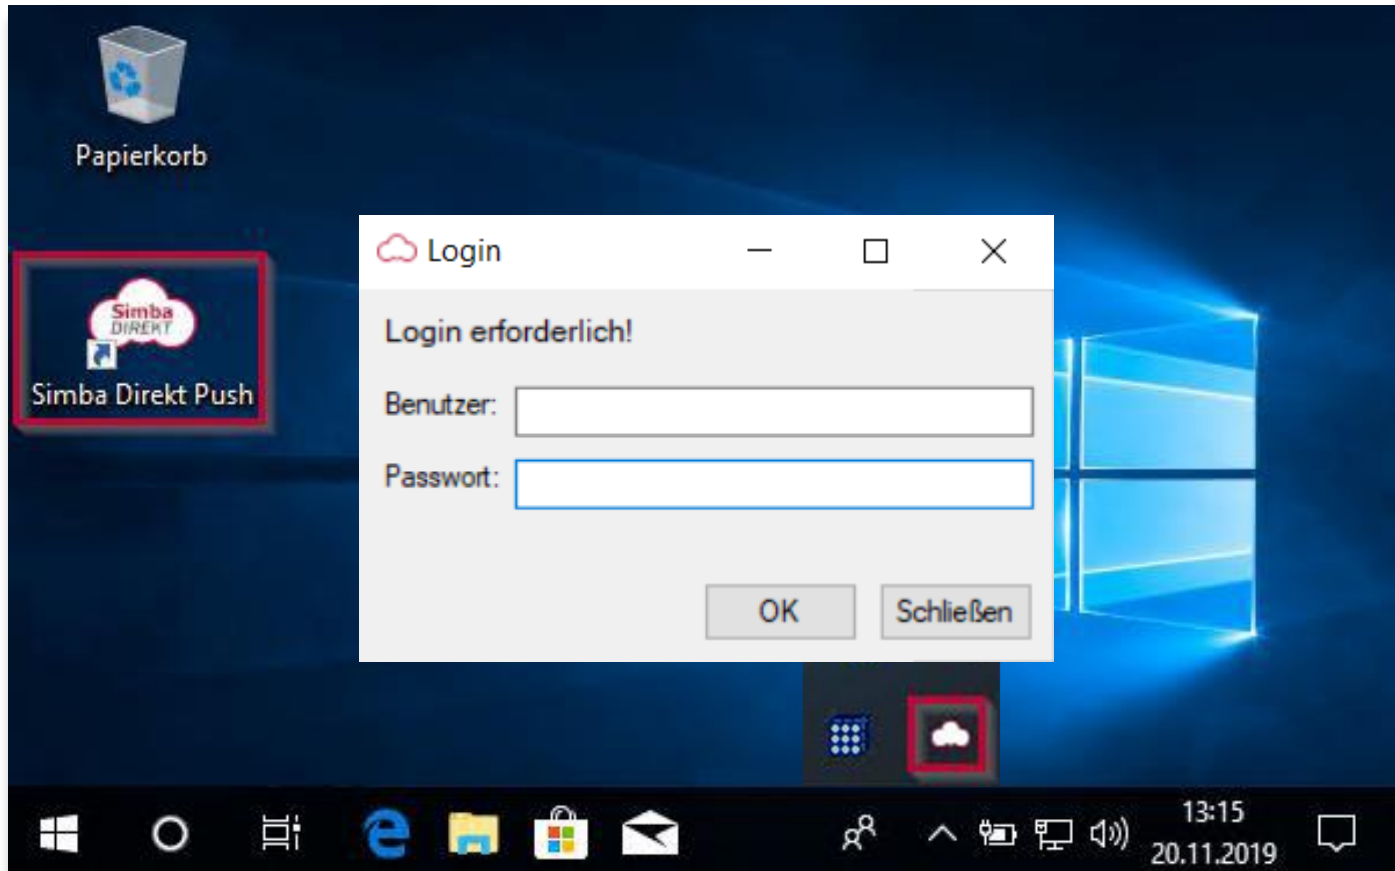 Papierkorb
Simba
DIREKT
Simba Direkt Push
Login
Login erforderlich!
Benutzer:
Passwort:
OK
Schließen
13:15
20.11.2019